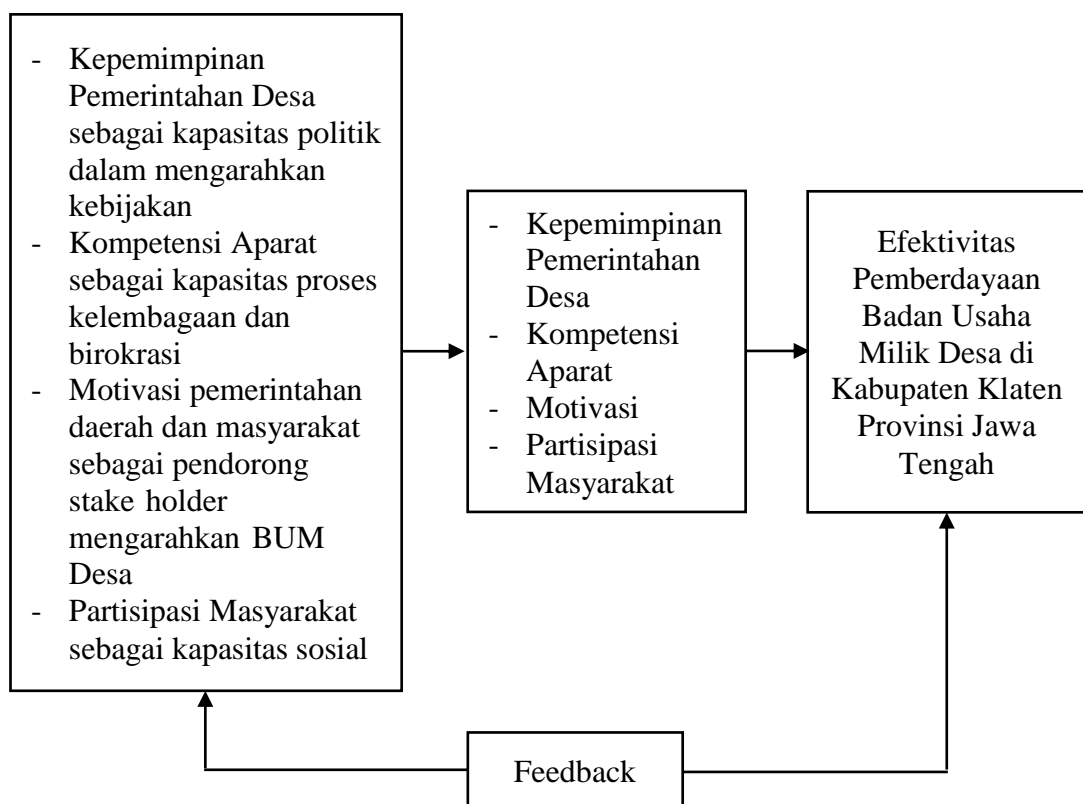 - Kepemimpinan
Pemerintahan Desa
sebagai kapasitas politik
dalam mengarahkan
kebijakan
- Kompetensi Aparat
sebagai kapasitas proses
kelembagaan dan
birokrasi
- Motivasi pemerintahan
daerah dan masyarakat
sebagai pendorong
stake holder
mengarahkan BUM
Desa
- Partisipasi Masyarakat
sebagai kapasitas sosial
- Kepemimpinan
Pemerintahan
Desa
- Kompetensi
Aparat
- Motivasi
- Partisipasi
Masyarakat
Efektivitas
Pemberdayaan
Badan Usaha
Milik Desa di
Kabupaten Klaten
Provinsi Jawa
Tengah
Feedback